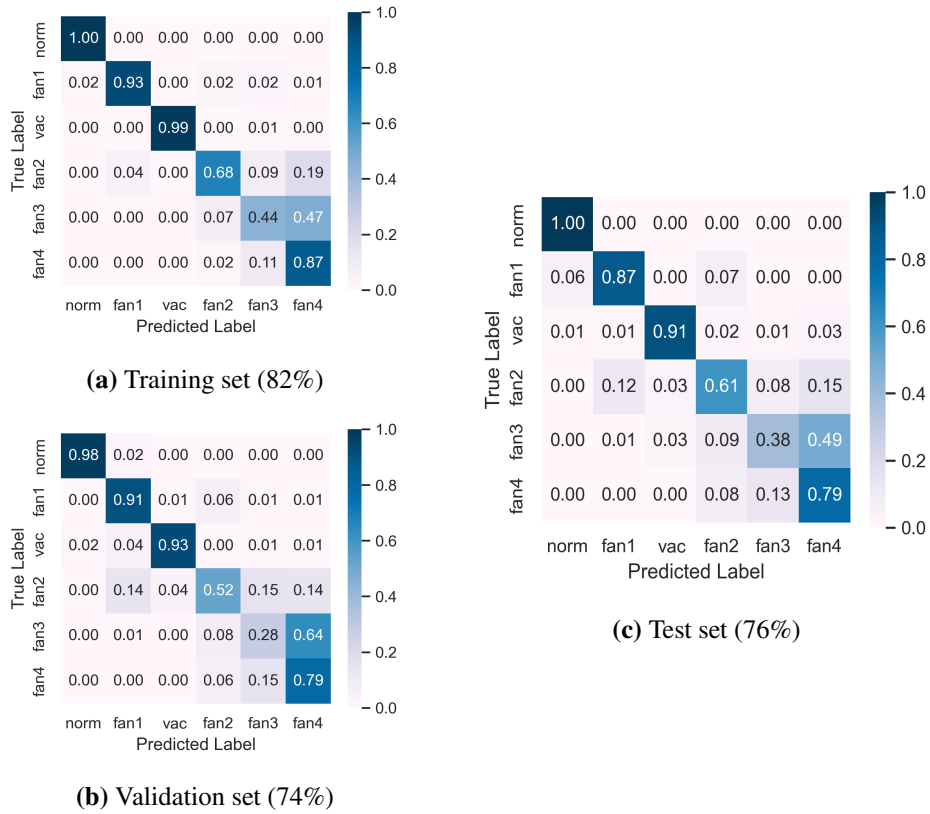 True Label
norm 1.00 0.00 0.00 0.00 0.00 0.00
fan1 0.02 0.93 0.00 0.02 0.02 0.01
vac 0.00 0.00 0.99 0.00 0.01 0.00
fan2 0.00 0.04 0.00 0.68 0.09 0.19
fan3 0.00 0.00 0.00 0.07 0.44 0.47
fan4 0.00 0.00 0.00 0.02 0.11 0.87
norm fan1 vac fan2 fan3 fan4
Predicted Label
1.0
0.8
0.6
0.4
0.2
0.0
(a) Training set (82%)
True Label
norm 0.98 0.02 0.00 0.00 0.00 0.00
fan1 0.00 0.91 0.01 0.06 0.01 0.01
vac 0.02 0.04 0.93 0.00 0.01 0.01
fan2 0.00 0.14 0.04 0.52 0.15 0.14
fan3 0.00 0.01 0.00 0.08 0.28 0.64
fan4 0.00 0.00 0.00 0.06 0.15 0.79
norm fan1 vac fan2 fan3 fan4
Predicted Label
1.0
0.8
0.6
0.4
0.2
0.0
(b) Validation set (74%)
True Label
norm 1.00 0.00 0.00 0.00 0.00 0.00
fan1 0.06 0.87 0.00 0.07 0.00 0.00
vac 0.01 0.01 0.91 0.02 0.01 0.03
fan2 0.00 0.12 0.03 0.61 0.08 0.15
fan3 0.00 0.01 0.03 0.09 0.38 0.49
fan4 0.00 0.00 0.00 0.08 0.13 0.79
norm fan1 vac fan2 fan3 fan4
Predicted Label
1.0
0.8
0.6
0.4
0.2
0.0
(c) Test set (76%)